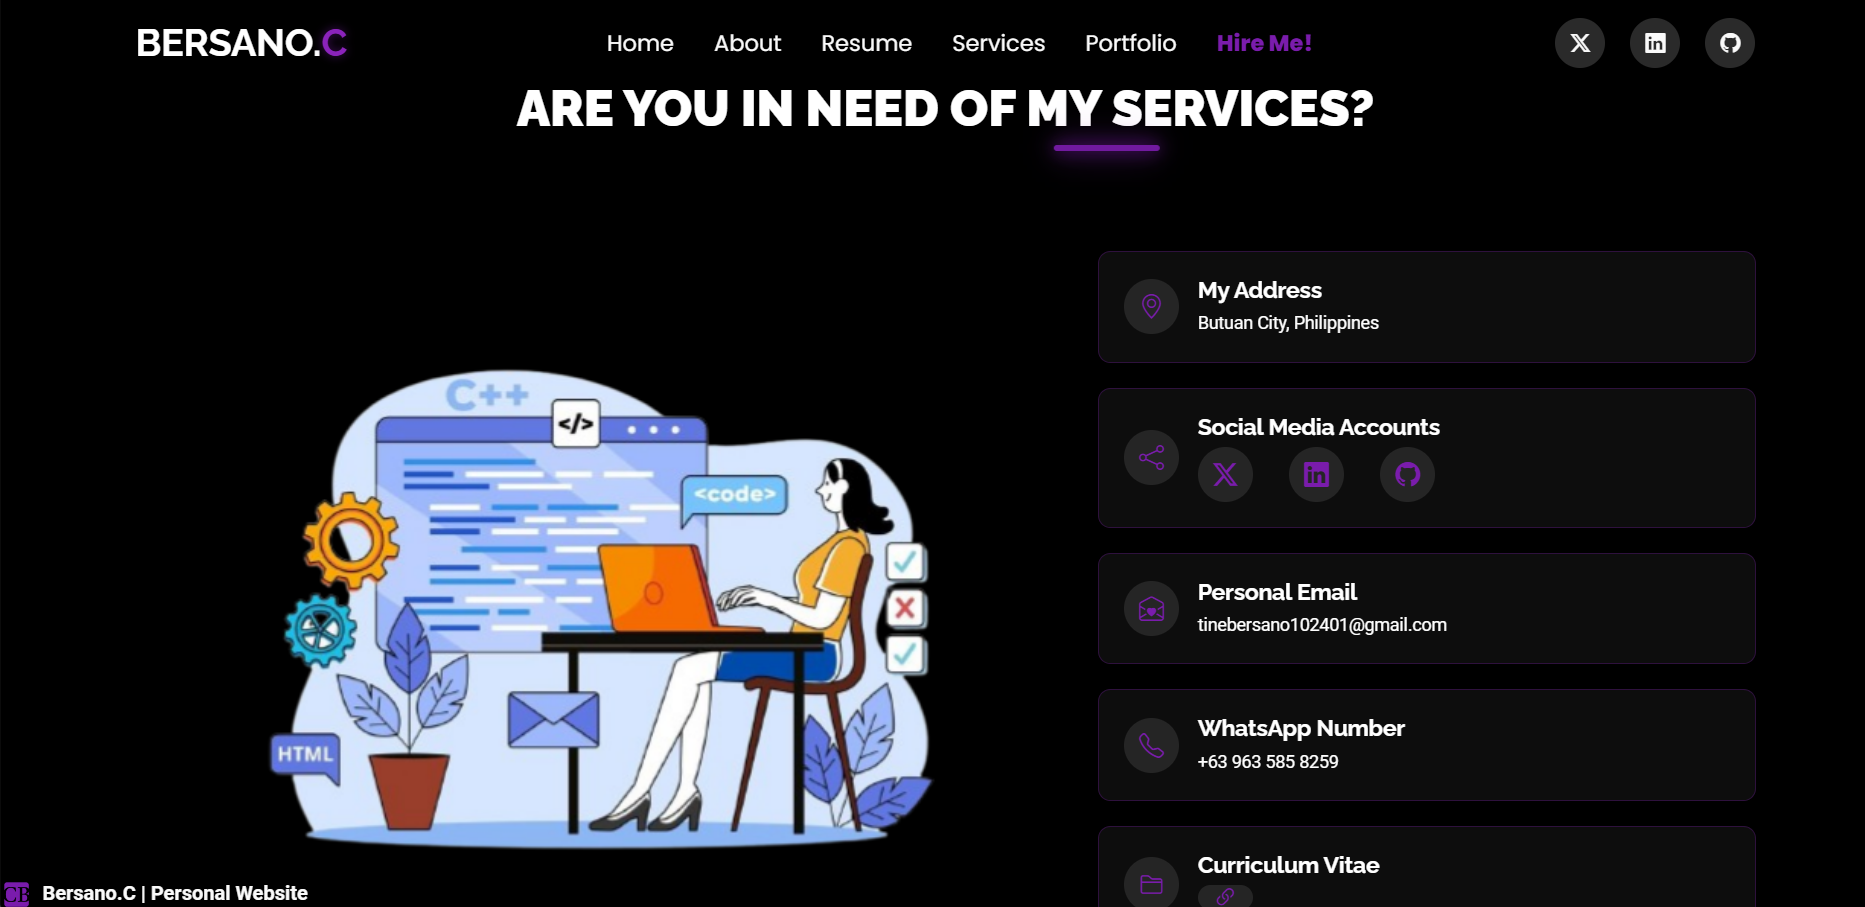 BERSANO.C
Home About Resume Services Portfolio Hire Me!
ARE YOU IN NEED OF MY SERVICES?
My Address
Butuan City, Philippines
Social Media Accounts
Personal Email
tinebersano102401@gmail.com
WhatsApp Number
+63 963 585 8259
Curriculum Vitae
C++
</>
<code>
HTML
CB Bersano.C | Personal Website